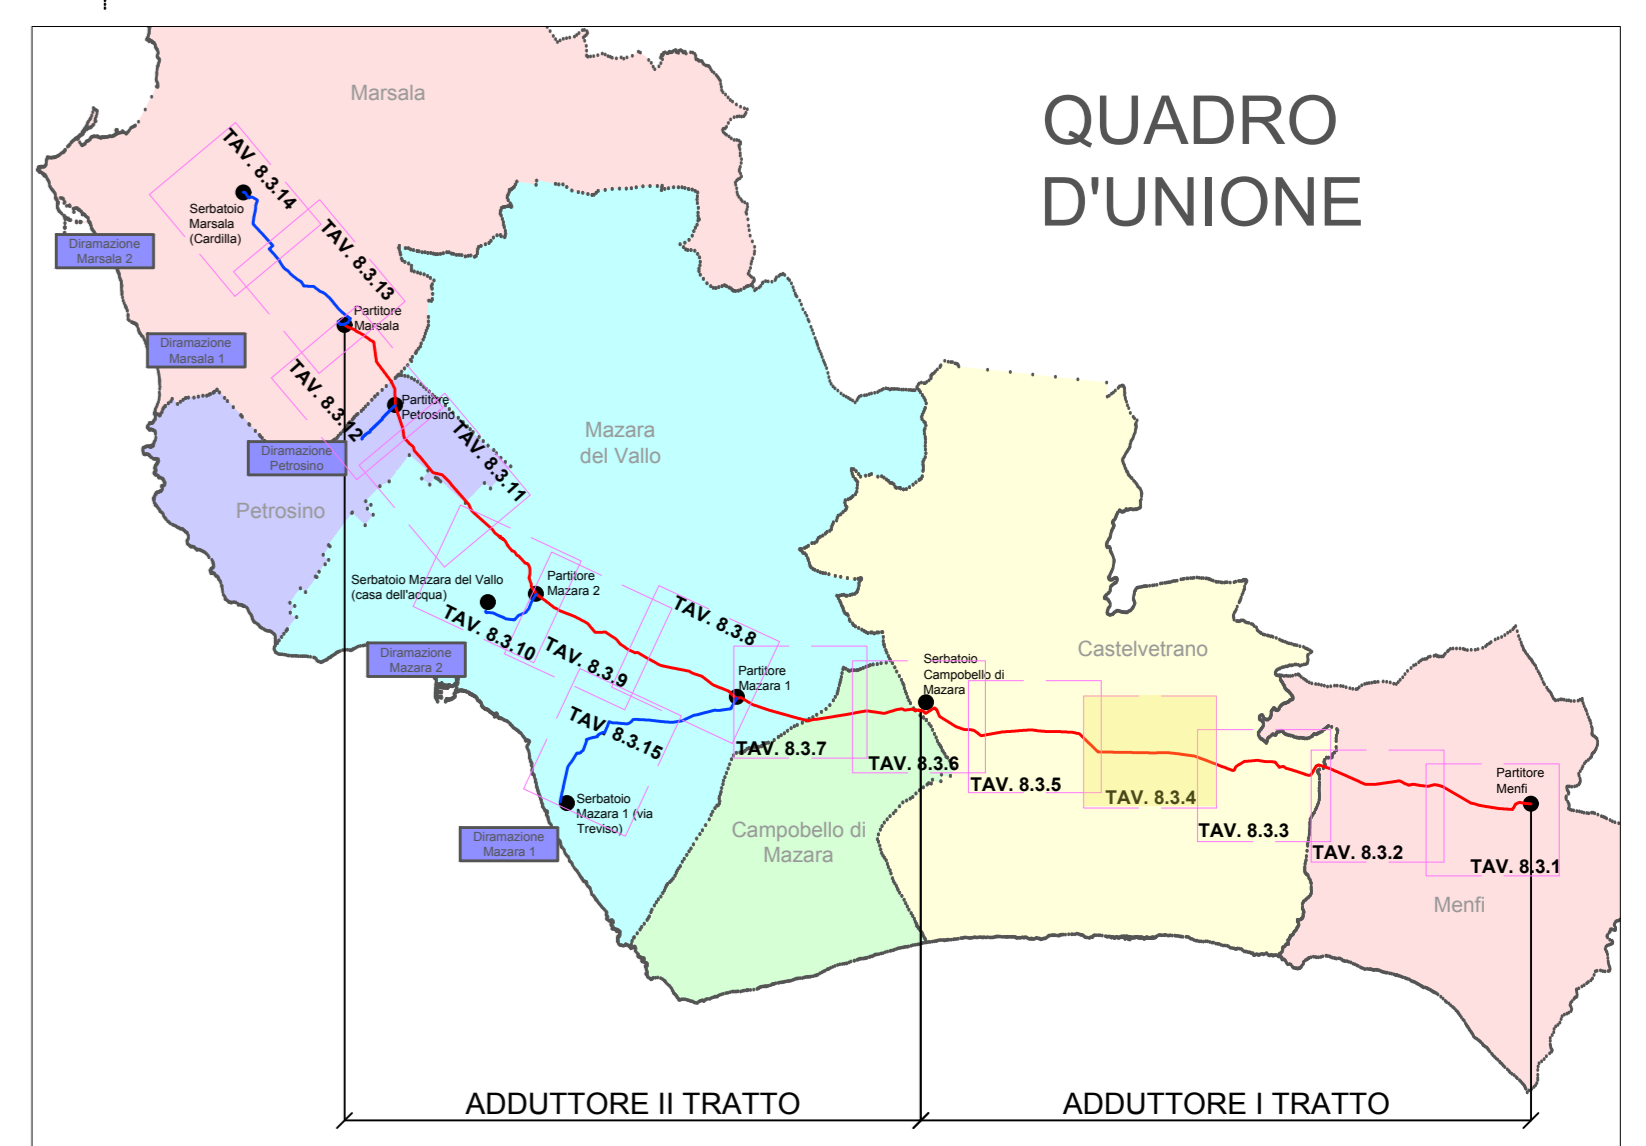 QUADRO
D'UNIONE
Marsala
TAV. 8.3.14
Serbatoio
Marsala
(Cardilla)
Diramazione
Marsala 2
TAV. 8.3.13
Partitore
Marsala
Diramazione
Marsala 1
TAV. 8.3.12
Partitore
Petrosino
Diramazione
Petrosino
TAV. 8.3.11
Mazara
del Vallo
Petrosino
Serbatoio Mazara del Vallo
(casa dell'acqua)
Partitore
Mazara 2
TAV. 8.3.10
TAV. 8.3.9
TAV. 8.3.8
Diramazione
Mazara 2
Partitore
Mazara 1
Serbatoio
Campobello di
Mazara
Castelvetrano
TAV. 8.3.15
TAV. 8.3.7
TAV. 8.3.6
TAV. 8.3.5
TAV. 8.3.4
TAV. 8.3.3
TAV. 8.3.2
TAV. 8.3.1
Partitore
Menfi
Serbatoio
Mazara 1 (via
Treviso)
Diramazione
Mazara 1
Campobello di
Mazara
Menfi
ADDUTTORE II TRATTO
ADDUTTORE I TRATTO